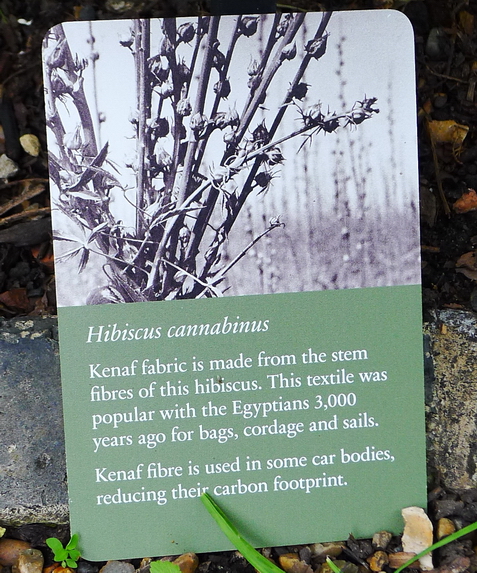 Hibiscus cannabinus
Kenaf fabric is made from the stem
fibres of this hibiscus. This textile was
popular with the Egyptians 3,000
years ago for bags, cordage and sails.
Kenaf fibre is used in some car bodies,
reducing their carbon footprint.